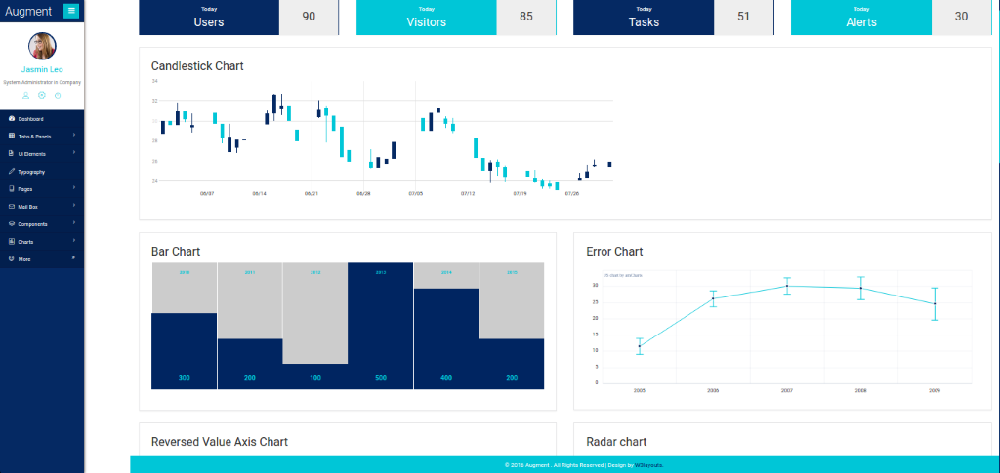 Augment
Jasmin Leo
System Administrator in Company
Dashboard
Tabs & Panels
UI Elements
Typography
Pages
Mail Box
Components
Charts
More
Today
Users
90
Today
Visitors
85
Today
Tasks
51
Today
Alerts
30
Candlestick Chart
34
32
30
28
26
24
06/07
06/14
06/21
06/28
07/05
07/12
07/19
07/26
Bar Chart
2010
2011
2012
2013
2014
2015
300
200
100
500
400
200
Error Chart
30
25
20
15
10
5
0
2005
2006
2007
2008
2009
Reversed Value Axis Chart
Radar chart
© 2016 Augment . All Rights Reserved | Design by W3layouts.